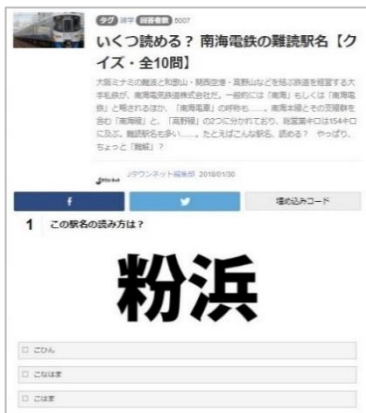 タグ 漢字 回答者数 5007
いくつ読める？ 南海電鉄の難読駅名【ク
イズ・全10問】
大阪ミナミの難波と和歌山・関西空港・高野山などを結ぶ鉄道を経営する大
手私鉄が、南海電気鉄道株式会社だ。一般的には「南海」もしくは「南海電
鉄」と略されるほか、「南海電車」の呼称も……。南海本線とその支線群を
含む「南海線」と、「高野線」の2つに分かれており、総営業キロは154キロ
に及ぶ。難読駅名も多い……。たとえばこんな駅名、読める？ やっぱり、
ちょっと「難解」？
Jタウンネット編集部 2018/01/30
f
埋め込みコード
1 この駅名の読み方は？
粉浜
こひん
こなはま
こはま